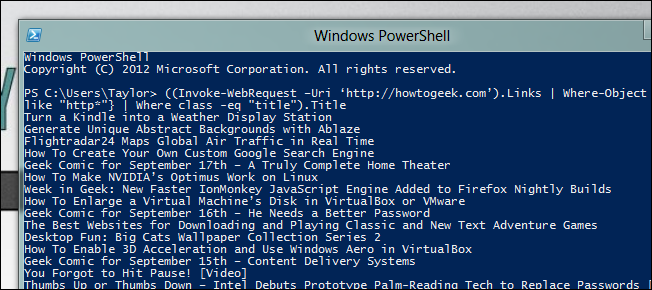 Windows PowerShell
Windows PowerShell
Copyright (C) 2012 Microsoft Corporation. All rights reserved.
PS C:\Users\Taylor> ((Invoke-WebRequest -Uri ‘http://howtogeek.com’).Links | Where-Object
like "http*"} | Where class -eq "title").Title
Turn a Kindle into a Weather Display Station
Generate Unique Abstract Backgrounds with Ablaze
Flightradar24 Maps Global Air Traffic in Real Time
How To Create Your Own Custom Google Search Engine
Geek Comic for September 17th – A Truly Complete Home Theater
How To Make NVIDIA’s Optimus Work on Linux
Week in Geek: New Faster IonMonkey JavaScript Engine Added to Firefox Nightly Builds
How To Enlarge a Virtual Machine’s Disk in VirtualBox or VMware
Geek Comic for September 16th – He Needs a Better Password
The Best Websites for Downloading and Playing Classic and New Text Adventure Games
Desktop Fun: Big Cats Wallpaper Collection Series 2
How To Enable 3D Acceleration and Use Windows Aero in VirtualBox
Geek Comic for September 15th – Content Delivery Systems
You Forgot to Hit Pause! [Video]
Thumbs Up or Thumbs Down – Intel Debuts Prototype Palm-Reading Tech to Replace Passwords [